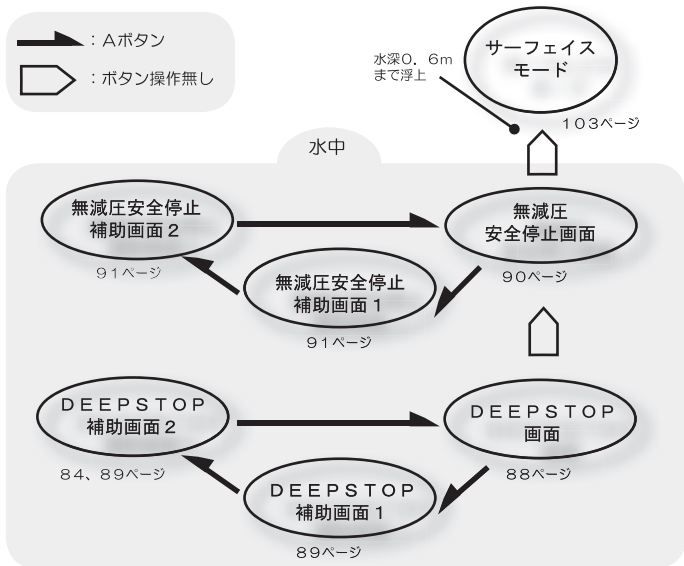 ：Ａボタン
：ボタン操作無し
水深０．６ｍ
まで浮上
サーフェイス
モード
１０３ページ
水中
無減圧安全停止
補助画面２
９１ページ
無減圧
安全停止画面
９０ページ
無減圧安全停止
補助画面１
９１ページ
ＤＥＥＰＳＴＯＰ
補助画面２
８４、８９ページ
ＤＥＥＰＳＴＯＰ
画面
８８ページ
ＤＥＥＰＳＴＯＰ
補助画面１
８９ページ